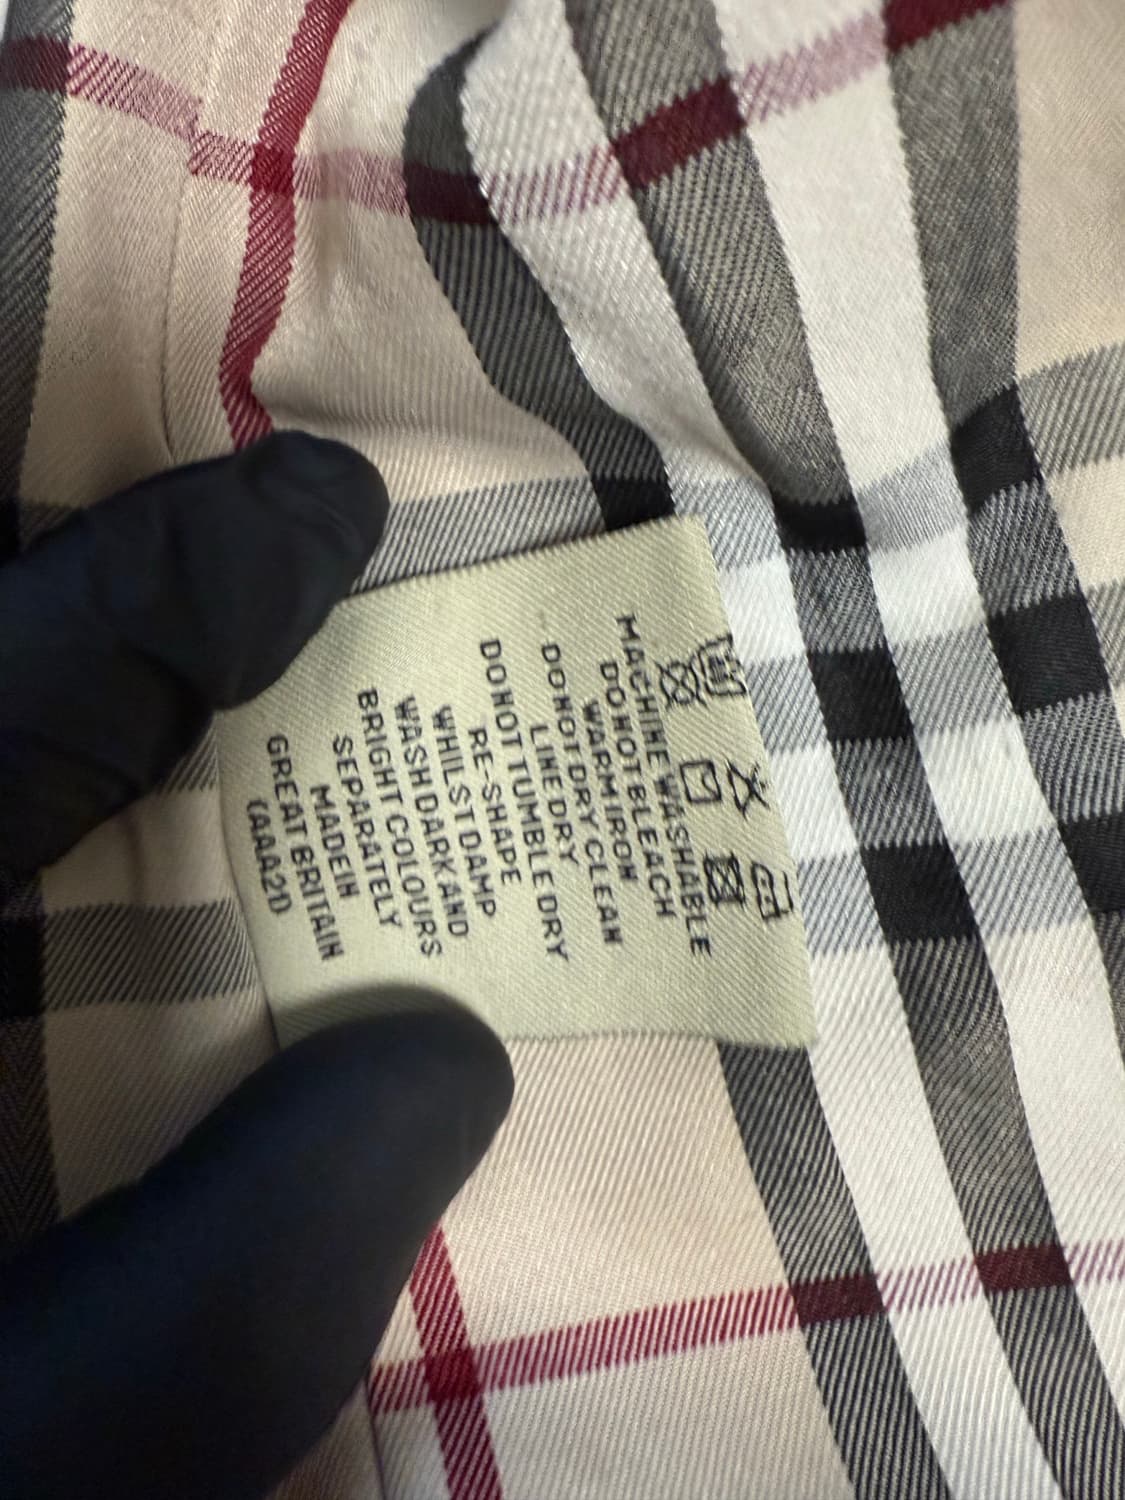 MACHINE WASHABLE
DO NOT BLEACH
WARM IRON
DO NOT DRY CLEAN
LINE DRY
DO NOT TUMBLE DRY
RE-SHAPE
WHILST DAMP
WASH DARK AND
BRIGHT COLOURS
SEPARATELY
MADE IN
GREAT BRITAIN
(AAA21)